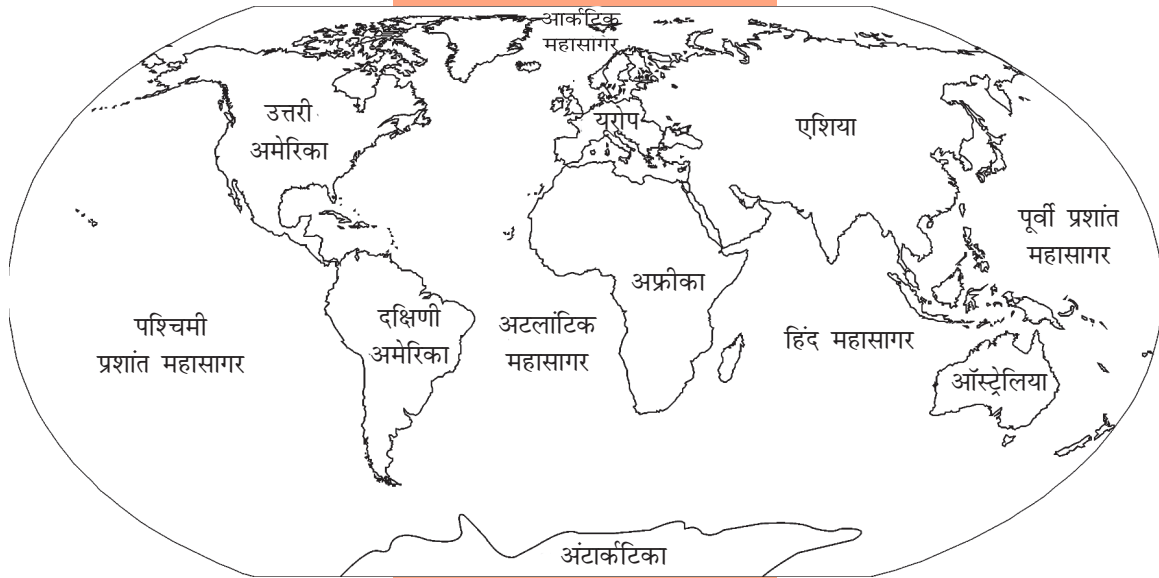 आर्कटिक
महासागर
उत्तरी
अमेरिका
यूरोप
एशिया
पूर्वी प्रशांत
महासागर
अफ्रीका
पश्चिमी
प्रशांत महासागर
दक्षिणी
अमेरिका
अटलांटिक
महासागर
हिंद महासागर
ऑस्ट्रेलिया
अंटार्कटिका